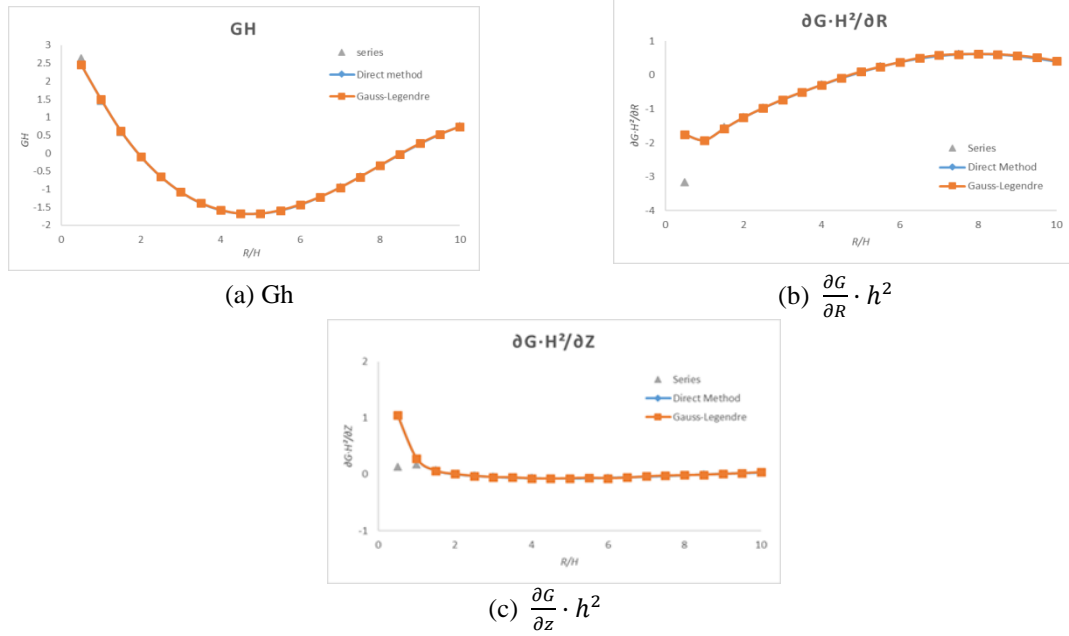 GH
3
2.5
2
1.5
1
0.5
0
-0.5
-1
-1.5
-2
GH
series
Direct method
Gauss-Legendre
0 2 4 6 8 10
R/H
(a) Gh
∂G·H²/∂R
1
0
-1
-2
-3
-4
∂G·H²/∂R
Series
Direct Method
Gauss-Legendre
0 2 4 6 8 10
R/H
(b) ∂G/∂R · h²
∂G·H²/∂Z
2
1
0
-1
∂G·H²/∂Z
Series
Direct Method
Gauss-Legendre
0 2 4 6 8 10
R/H
(c) ∂G/∂z · h²